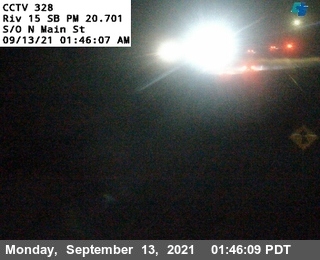 CCTV 328
Riv 15 SB PM 20.701
S/O N Main St
09/13/21 01:46:07 AM
Monday, September 13, 2021 01:46:09 PDT